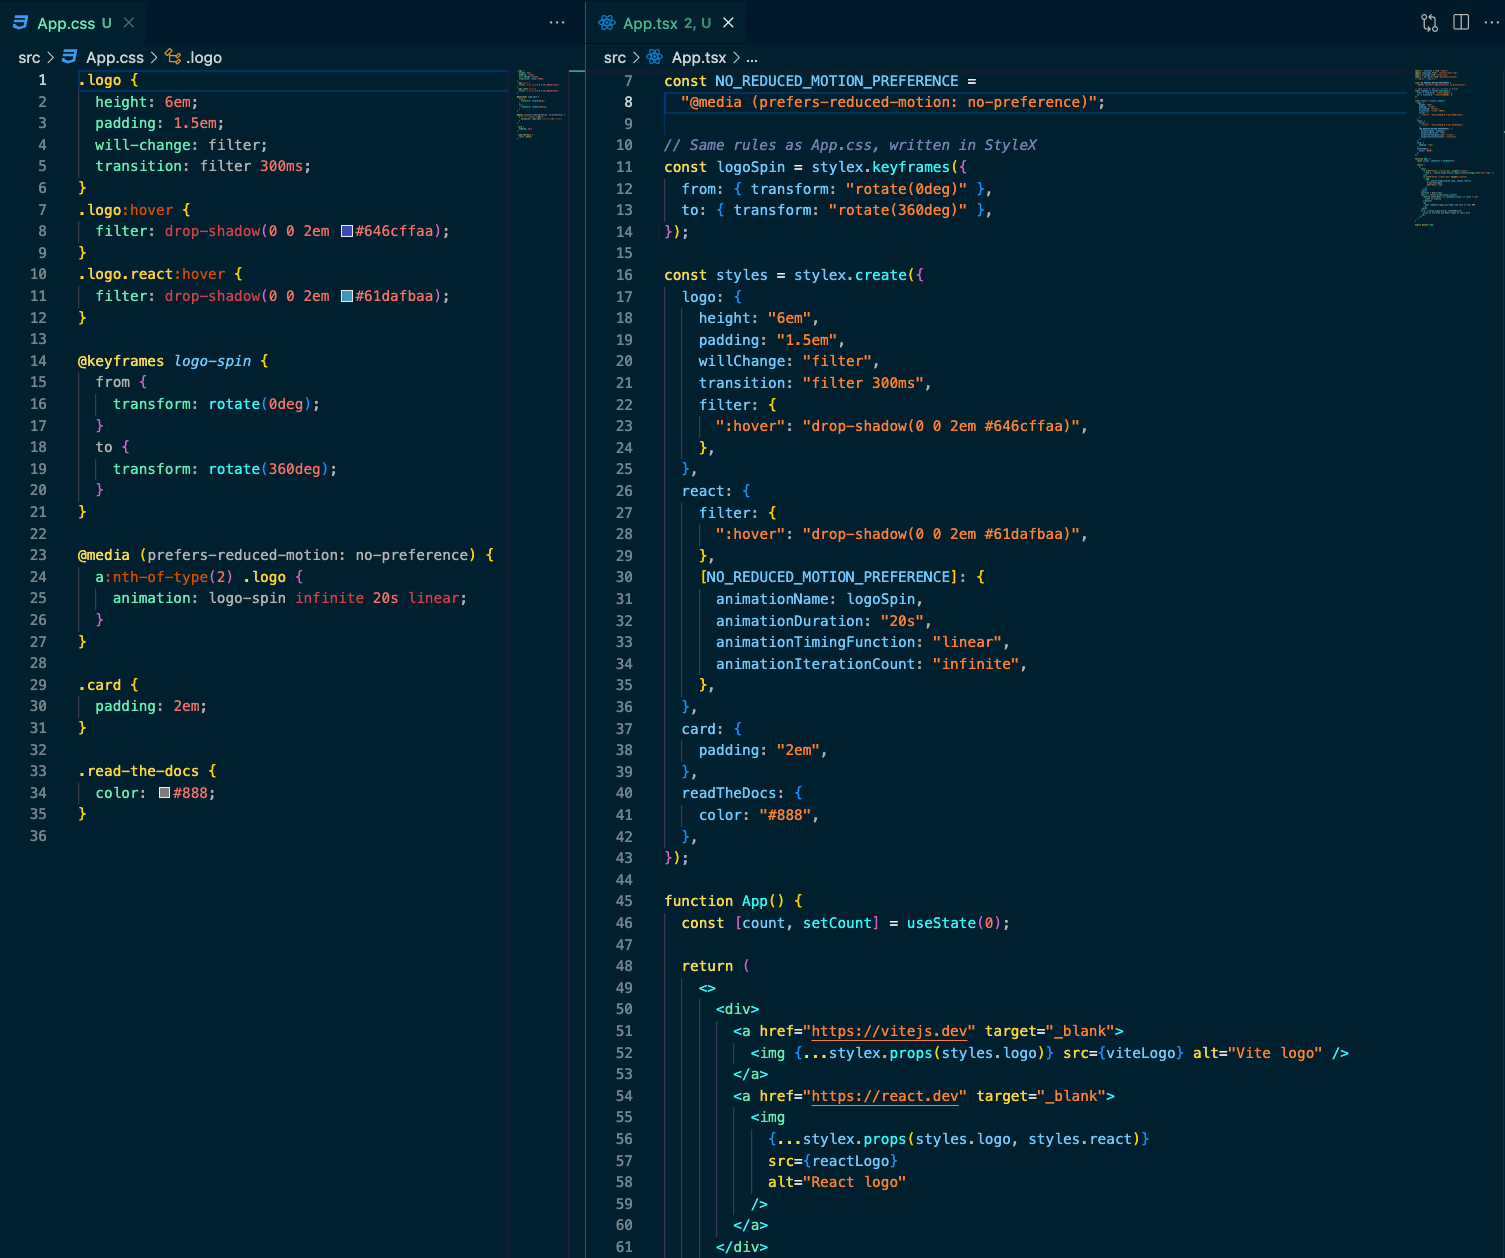 App.css U
src > App.css > .logo
1 .logo {
2 height: 6em;
3 padding: 1.5em;
4 will-change: filter;
5 transition: filter 300ms;
6 }
7 .logo:hover {
8 filter: drop-shadow(0 0 2em #646cffaa);
9 }
10 .logo.react:hover {
11 filter: drop-shadow(0 0 2em #61dafbaa);
12 }
13
14 @keyframes logo-spin {
15 from {
16 transform: rotate(0deg);
17 }
18 to {
19 transform: rotate(360deg);
20 }
21 }
22
23 @media (prefers-reduced-motion: no-preference) {
24 a:nth-of-type(2) .logo {
25 animation: logo-spin infinite 20s linear;
26 }
27 }
28
29 .card {
30 padding: 2em;
31 }
32
33 .read-the-docs {
34 color: #888;
35 }
36
App.tsx 2, U
src > App.tsx > ...
7 const NO_REDUCED_MOTION_PREFERENCE =
8 "@media (prefers-reduced-motion: no-preference)";
9
10 // Same rules as App.css, written in StyleX
11 const logoSpin = stylex.keyframes({
12 from: { transform: "rotate(0deg)" },
13 to: { transform: "rotate(360deg)" },
14 });
15
16 const styles = stylex.create({
17 logo: {
18 height: "6em",
19 padding: "1.5em",
20 willChange: "filter",
21 transition: "filter 300ms",
22 filter: {
23 ":hover": "drop-shadow(0 0 2em #646cffaa)",
24 },
25 },
26 react: {
27 filter: {
28 ":hover": "drop-shadow(0 0 2em #61dafbaa)",
29 },
30 [NO_REDUCED_MOTION_PREFERENCE]: {
31 animationName: logoSpin,
32 animationDuration: "20s",
33 animationTimingFunction: "linear",
34 animationIterationCount: "infinite",
35 },
36 },
37 card: {
38 padding: "2em",
39 },
40 readTheDocs: {
41 color: "#888",
42 },
43 });
44
45 function App() {
46 const [count, setCount] = useState(0);
47
48 return (
49 <>
50 <div>
51 <a href="https://vitejs.dev" target="_blank">
52 <img {...stylex.props(styles.logo)} src={viteLogo} alt="Vite logo" />
53 </a>
54 <a href="https://react.dev" target="_blank">
55 <img
56 {...stylex.props(styles.logo, styles.react)}
57 src={reactLogo}
58 alt="React logo"
59 />
60 </a>
61 </div>